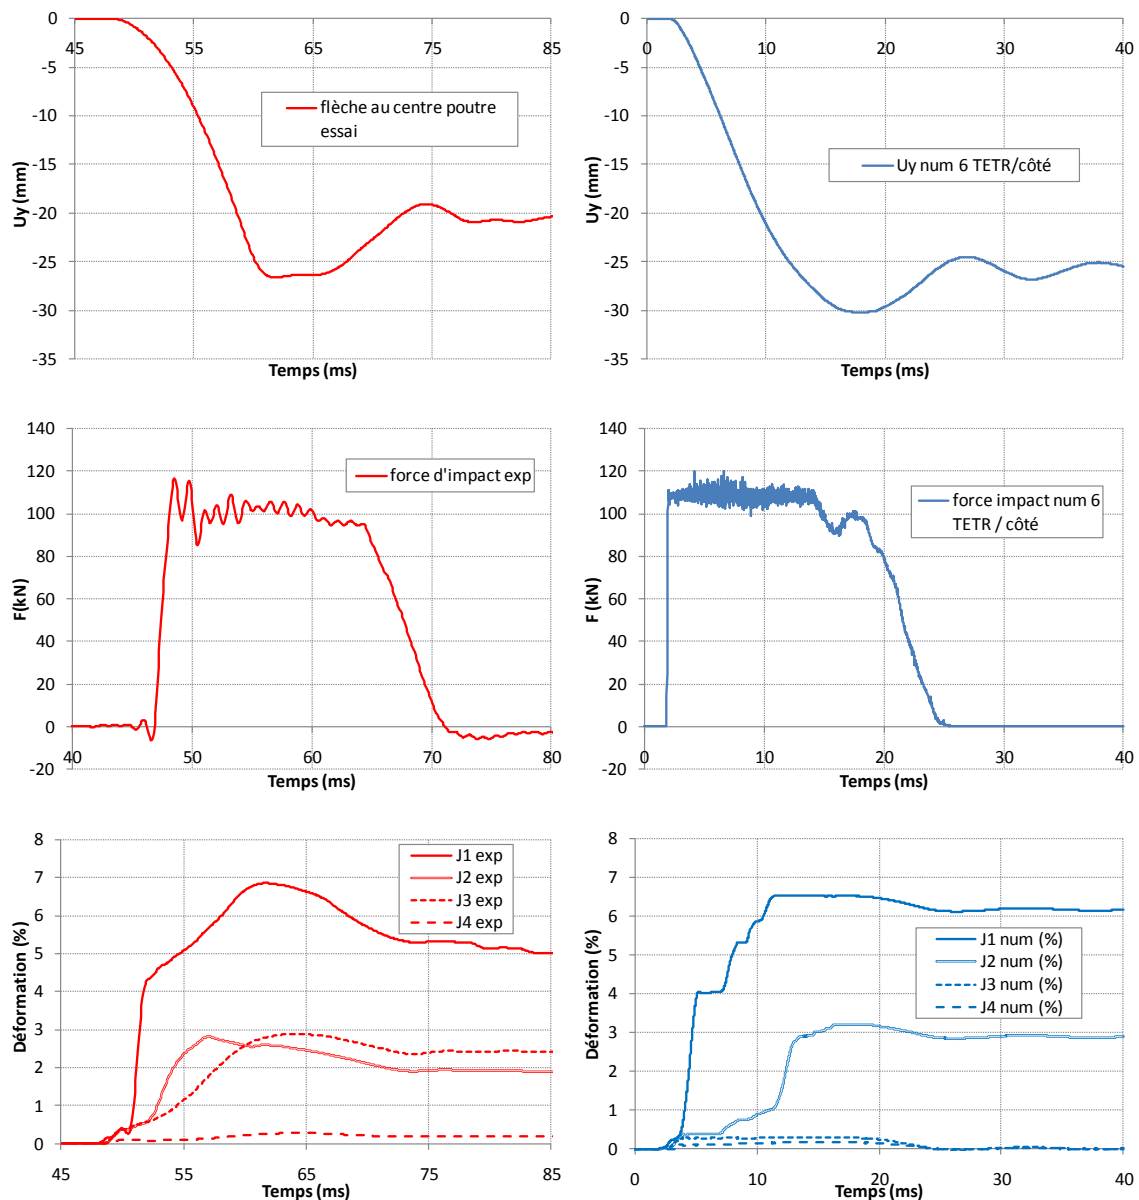 0
-5
-10
-15
-20
-25
-30
-35
45 55 65 75 85
Uy (mm)
Temps (ms)
flèche au centre poutre
essai
0
-5
-10
-15
-20
-25
-30
-35
0 10 20 30 40
Uy (mm)
Temps (ms)
Uy num 6 TETR/côté
140
120
100
80
60
40
20
0
-20
40 50 60 70 80
F(kN)
Temps (ms)
force d'impact exp
140
120
100
80
60
40
20
0
-20
0 10 20 30 40
F (kN)
Temps (ms)
force impact num 6
TETR / côté
8
7
6
5
4
3
2
1
0
45 55 65 75 85
Déformation (%)
Temps (ms)
J1 exp
J2 exp
J3 exp
J4 exp
8
7
6
5
4
3
2
1
0
0 10 20 30 40
Déformation (%)
Temps (ms)
J1 num (%)
J2 num (%)
J3 num (%)
J4 num (%)